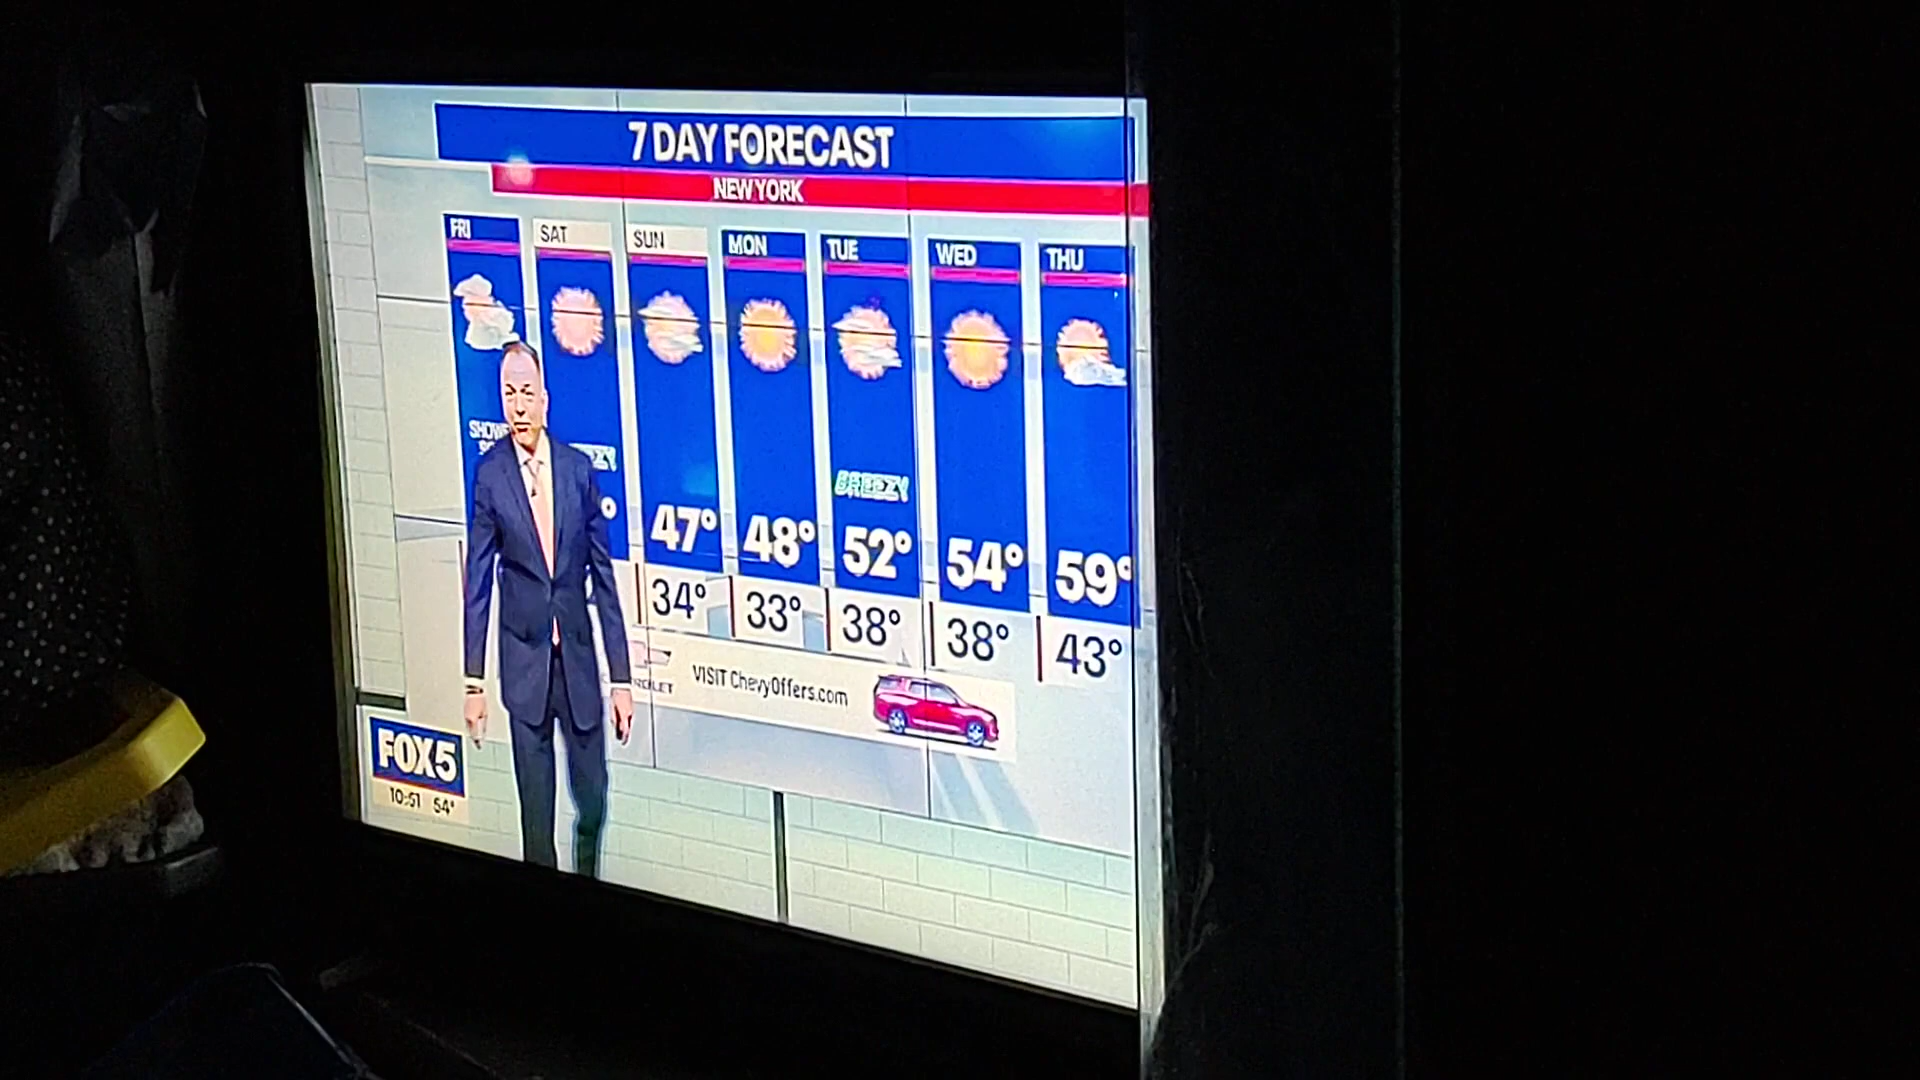 7 DAY FORECAST
NEW YORK
FRI SAT SUN MON TUE WED THU
BREEZY
47° 48° 52° 54° 59°
34° 33° 38° 38° 43°
VISIT ChevyOffers.com
FOX5
10:51 54°